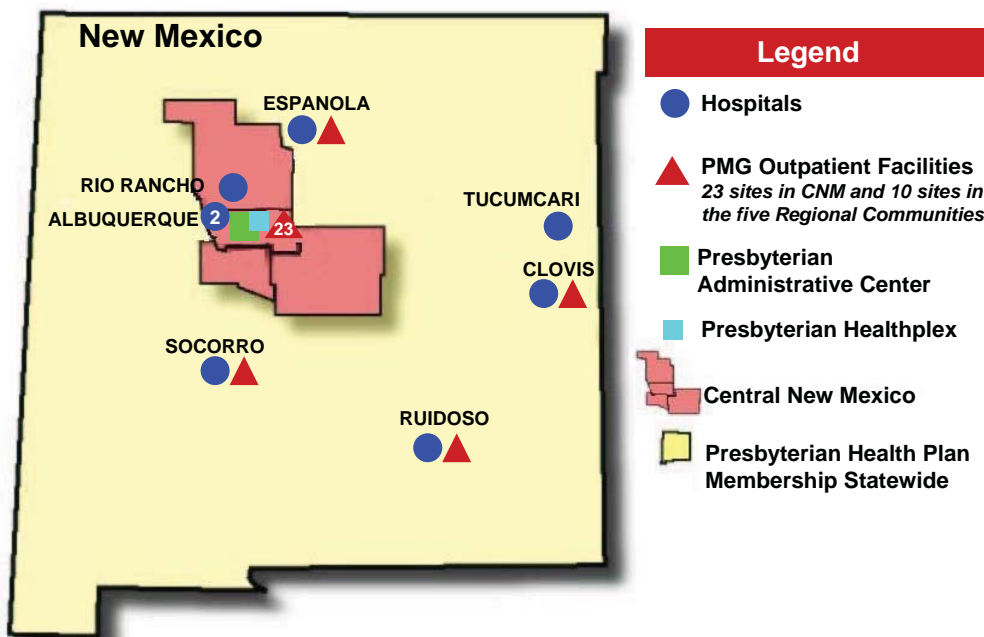 New Mexico
ESPANOLA
RIO RANCHO
ALBUQUERQUE
2
23
TUCUMCARI
CLOVIS
SOCORRO
RUIDOSO
Legend
Hospitals
PMG Outpatient Facilities
23 sites in CNM and 10 sites in
the five Regional Communities
Presbyterian
Administrative Center
Presbyterian Healthplex
Central New Mexico
Presbyterian Health Plan
Membership Statewide